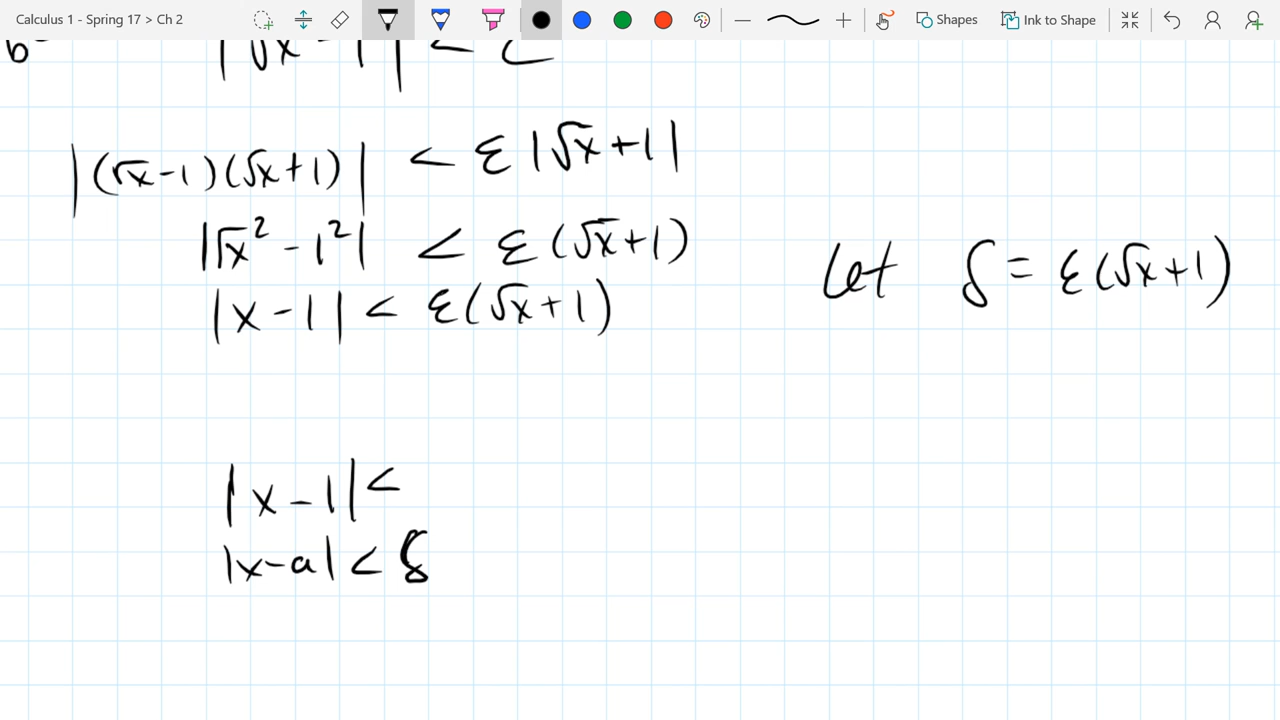 Calculus 1 - Spring 17 > Ch 2
Shapes
Ink to Shape
|√x - 1| < ε
|(√x-1)(√x+1)| < ε|√x+1|
|√x² - 1²| < ε(√x+1)
Let δ = ε(√x+1)
|x-1| < ε(√x+1)
|x-1| <
|x-a| < δ